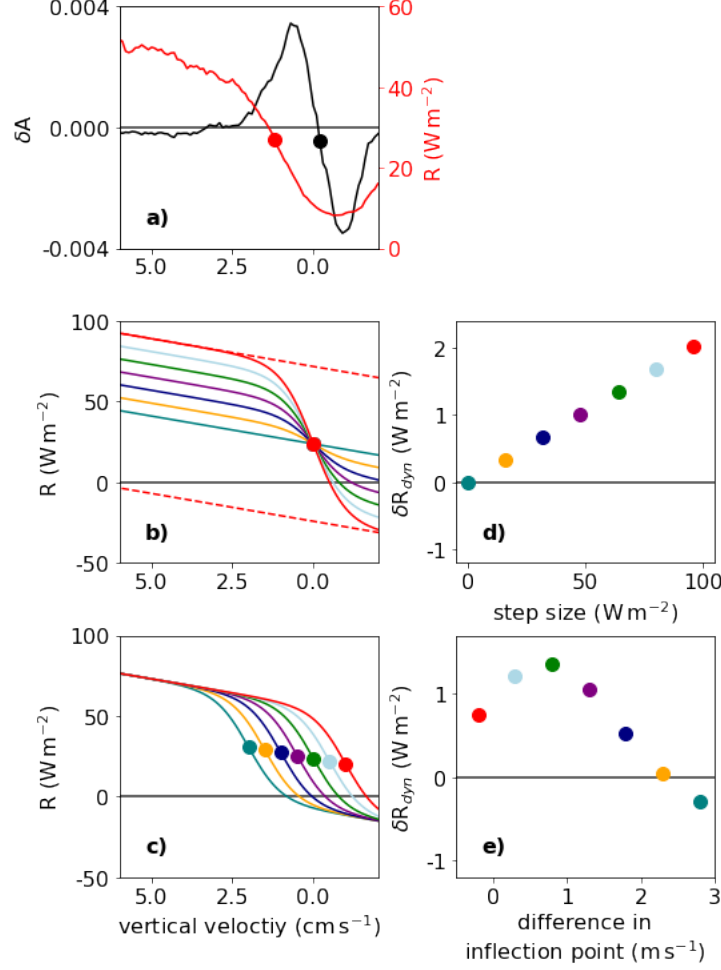 0.004
0.000
-0.004
δA
60
40
20
0
R (W m⁻²)
a)
5.0 2.5 0.0
100
50
0
-50
R (W m⁻²)
b)
5.0 2.5 0.0
2
1
0
-1
δR_dyn (W m⁻²)
d)
0 50 100
step size (W m⁻²)
100
50
0
-50
R (W m⁻²)
c)
5.0 2.5 0.0
vertical veloctiy (cm s⁻¹)
1
0
-1
δR_dyn (W m⁻²)
e)
0 1 2 3
difference in
inflection point (m s⁻¹)